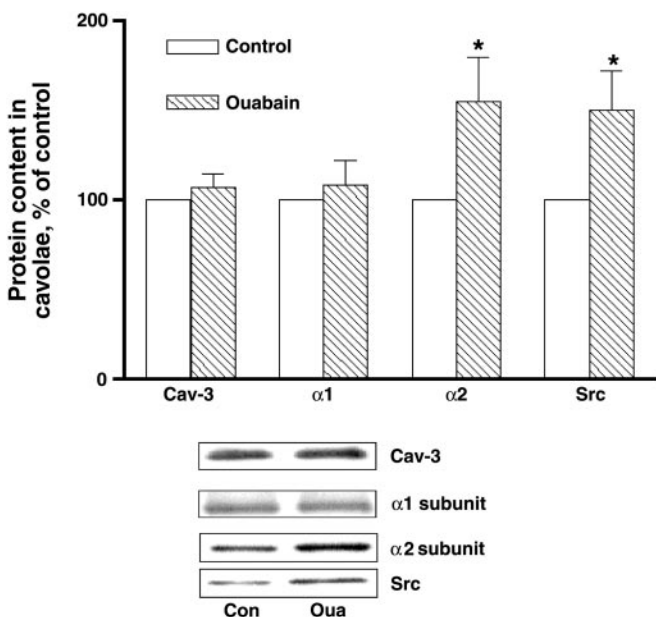 200
Control
Ouabain
* *
100
Protein content in
cavolae, % of control
0
Cav-3 α1 α2 Src
Cav-3
α1 subunit
α2 subunit
Src
Con Oua